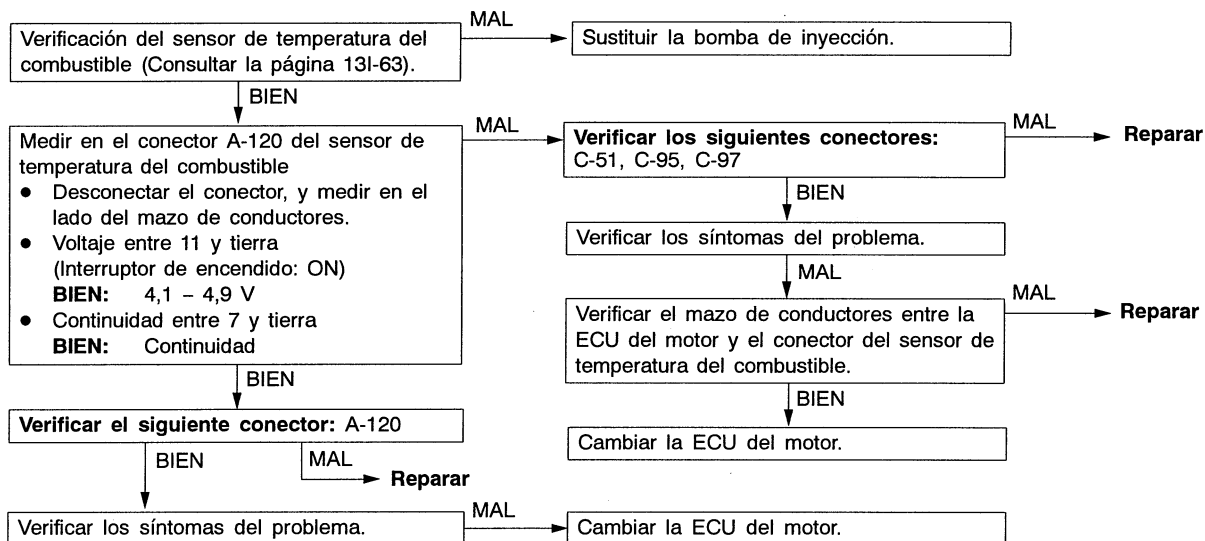 Verificación del sensor de temperatura del
combustible (Consultar la página 13I-63).
MAL
Sustituir la bomba de inyección.
BIEN
Medir en el conector A-120 del sensor de
temperatura del combustible
● Desconectar el conector, y medir en el
lado del mazo de conductores.
● Voltaje entre 11 y tierra
(Interruptor de encendido: ON)
BIEN: 4,1 – 4,9 V
● Continuidad entre 7 y tierra
BIEN: Continuidad
MAL
Verificar los siguientes conectores:
C-51, C-95, C-97
MAL
Reparar
BIEN
Verificar los síntomas del problema.
MAL
Verificar el mazo de conductores entre la
ECU del motor y el conector del sensor de
temperatura del combustible.
MAL
Reparar
BIEN
Cambiar la ECU del motor.
BIEN
Verificar el siguiente conector: A-120
BIEN
MAL
Reparar
Verificar los síntomas del problema.
MAL
Cambiar la ECU del motor.